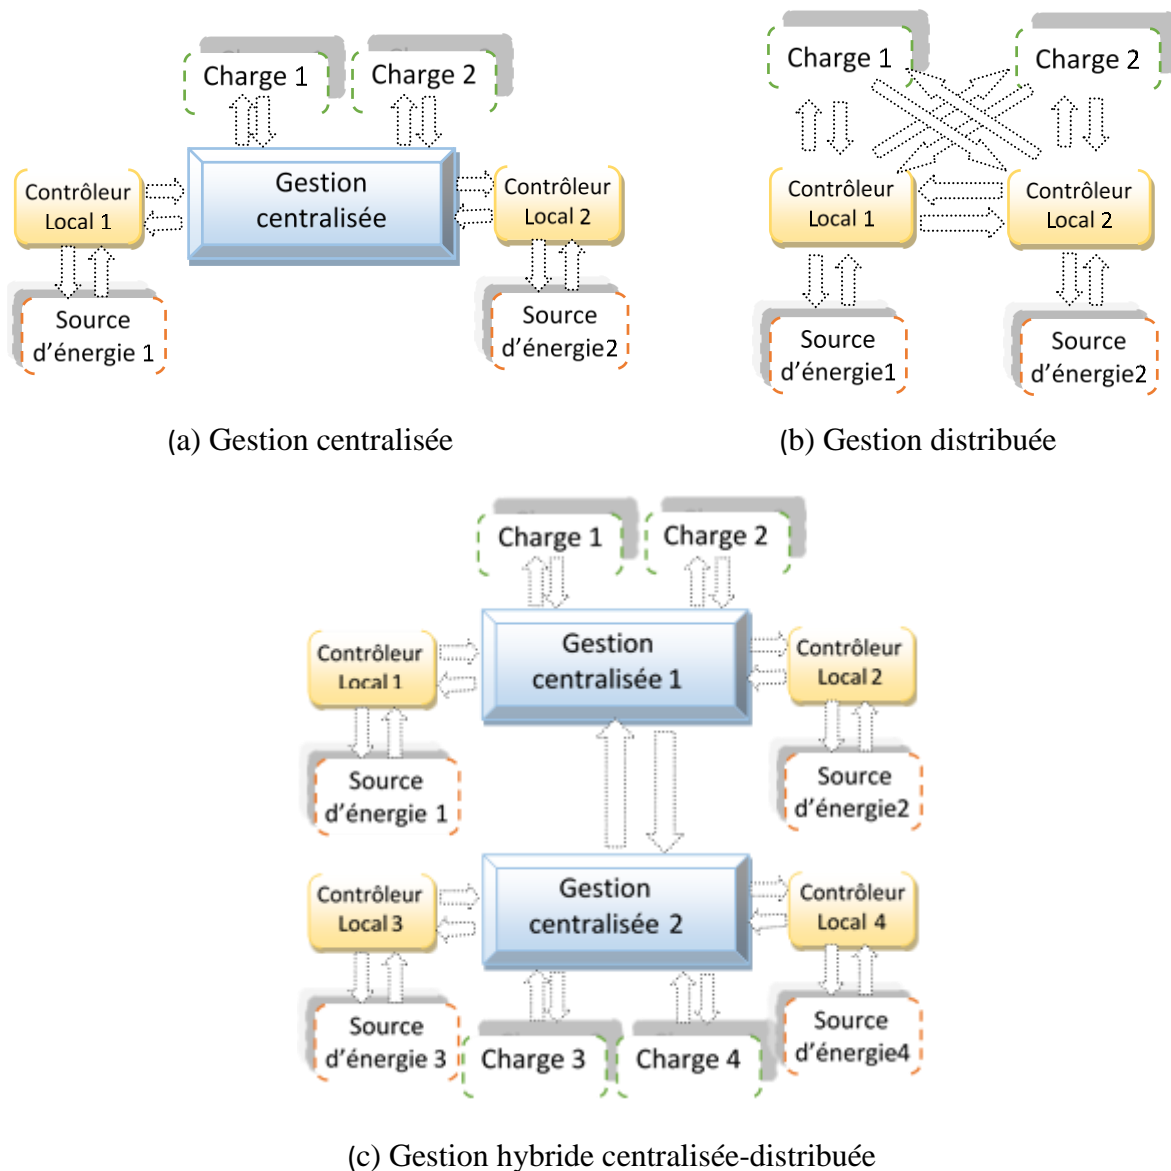 Charge 1
Charge 2
Gestion
centralisée
Contrôleur
Local 1
Contrôleur
Local 2
Source
d'énergie 1
Source
d'énergie2
(a) Gestion centralisée
Charge 1
Charge 2
Contrôleur
Local 1
Contrôleur
Local 2
Source
d'énergie1
Source
d'énergie2
(b) Gestion distribuée
Charge 1
Charge 2
Gestion
centralisée 1
Contrôleur
Local 1
Contrôleur
Local 2
Source
d'énergie 1
Source
d'énergie2
Gestion
centralisée 2
Contrôleur
Local 3
Contrôleur
Local 4
Source
d'énergie 3
Source
d'énergie4
Charge 3
Charge 4
(c) Gestion hybride centralisée-distribuée